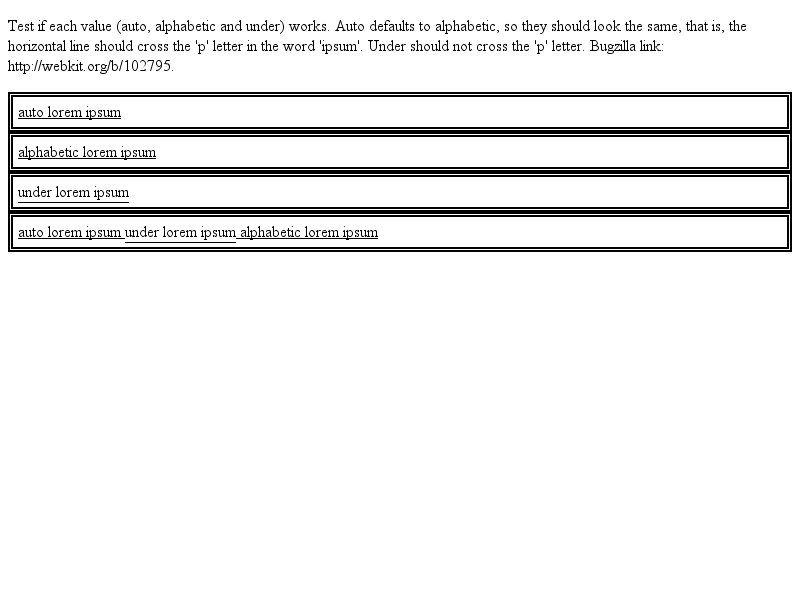 Test if each value (auto, alphabetic and under) works. Auto defaults to alphabetic, so they should look the same, that is, the
horizontal line should cross the 'p' letter in the word 'ipsum'. Under should not cross the 'p' letter. Bugzilla link:
http://webkit.org/b/102795.
auto lorem ipsum
alphabetic lorem ipsum
under lorem ipsum
auto lorem ipsum under lorem ipsum alphabetic lorem ipsum